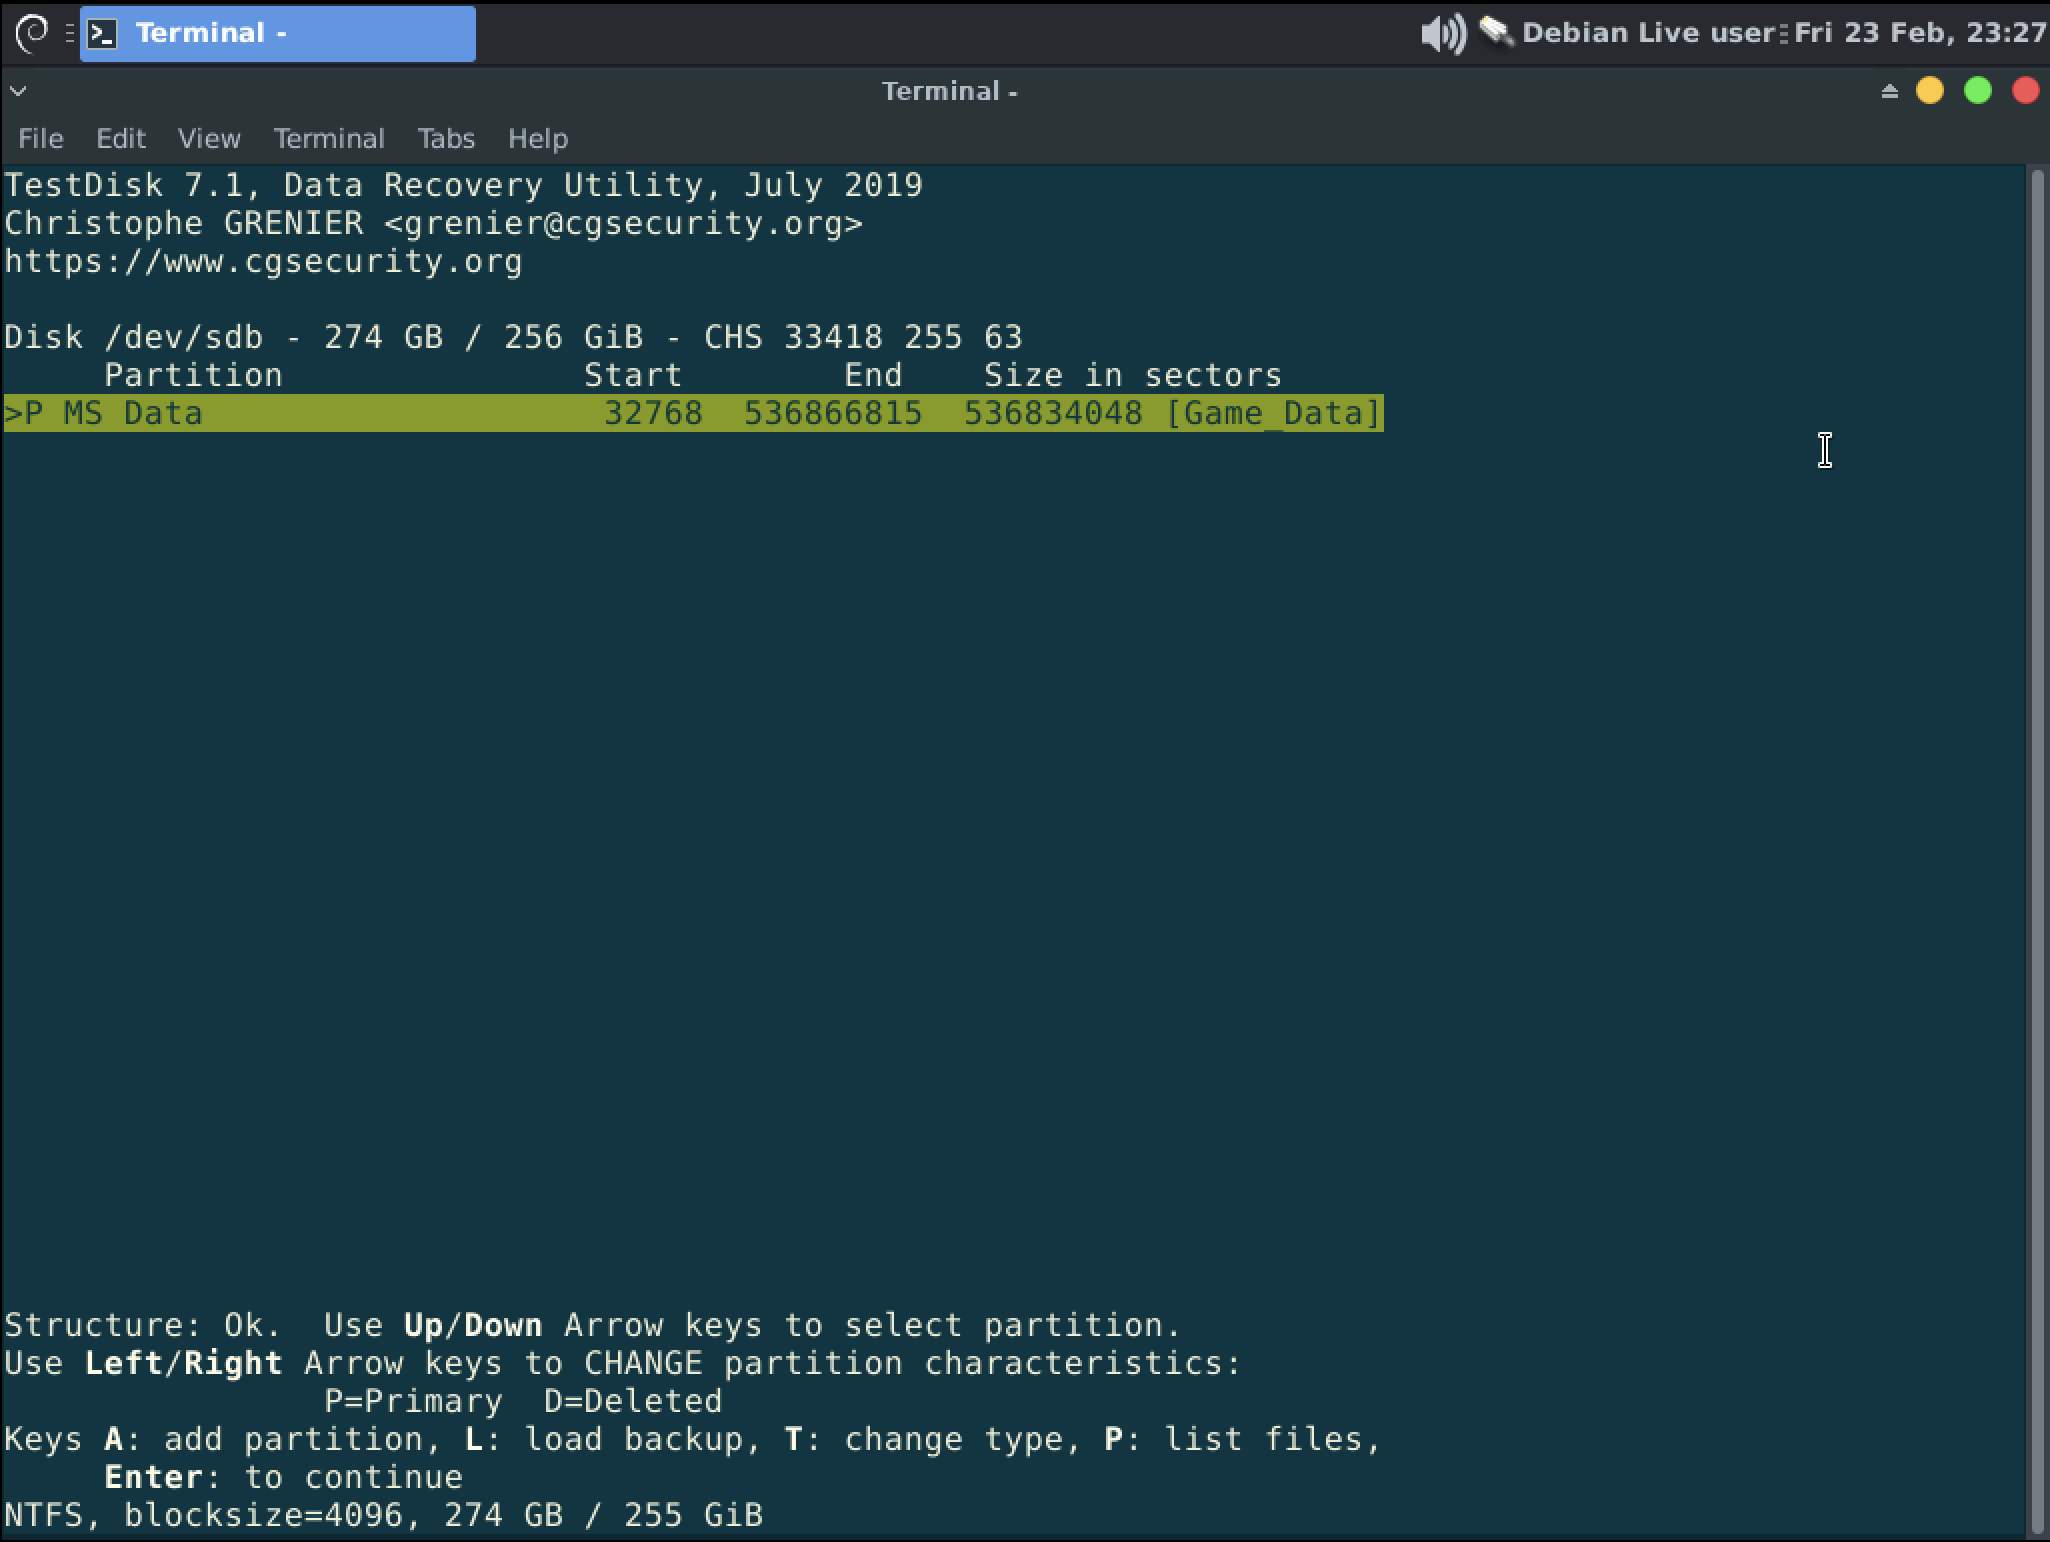 Terminal -
Debian Live user
Fri 23 Feb, 23:27
Terminal -
File Edit View Terminal Tabs Help
TestDisk 7.1, Data Recovery Utility, July 2019
Christophe GRENIER <grenier@cgsecurity.org>
https://www.cgsecurity.org
Disk /dev/sdb - 274 GB / 256 GiB - CHS 33418 255 63
Partition Start End Size in sectors
>P MS Data 32768 536866815 536834048 [Game_Data]
Structure: Ok. Use Up/Down Arrow keys to select partition.
Use Left/Right Arrow keys to CHANGE partition characteristics:
P=Primary D=Deleted
Keys A: add partition, L: load backup, T: change type, P: list files,
Enter: to continue
NTFS, blocksize=4096, 274 GB / 255 GiB